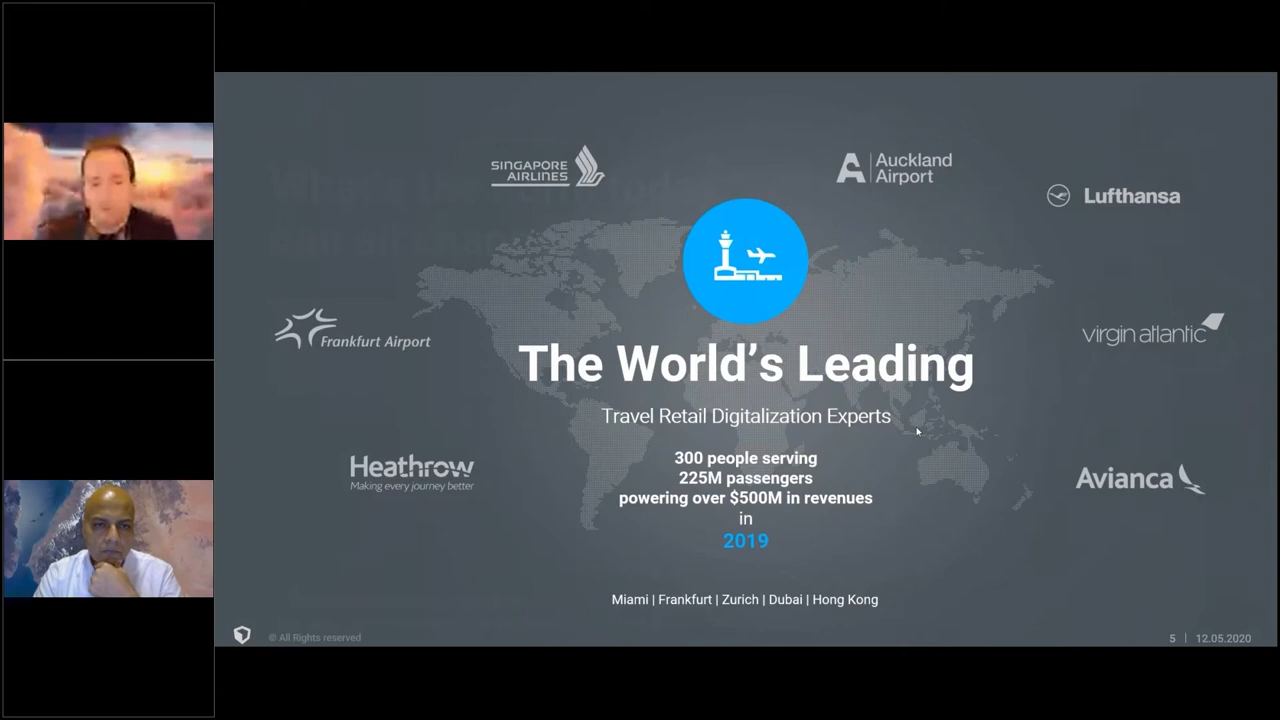 SINGAPORE
AIRLINES
Auckland
Airport
Lufthansa
Frankfurt Airport
virgin atlantic
The World's Leading
Travel Retail Digitalization Experts
Heathrow
Making every journey better
Avianca
300 people serving
225M passengers
powering over $500M in revenues
in
2019
Miami | Frankfurt | Zurich | Dubai | Hong Kong
© All Rights reserved
5 | 12.05.2020